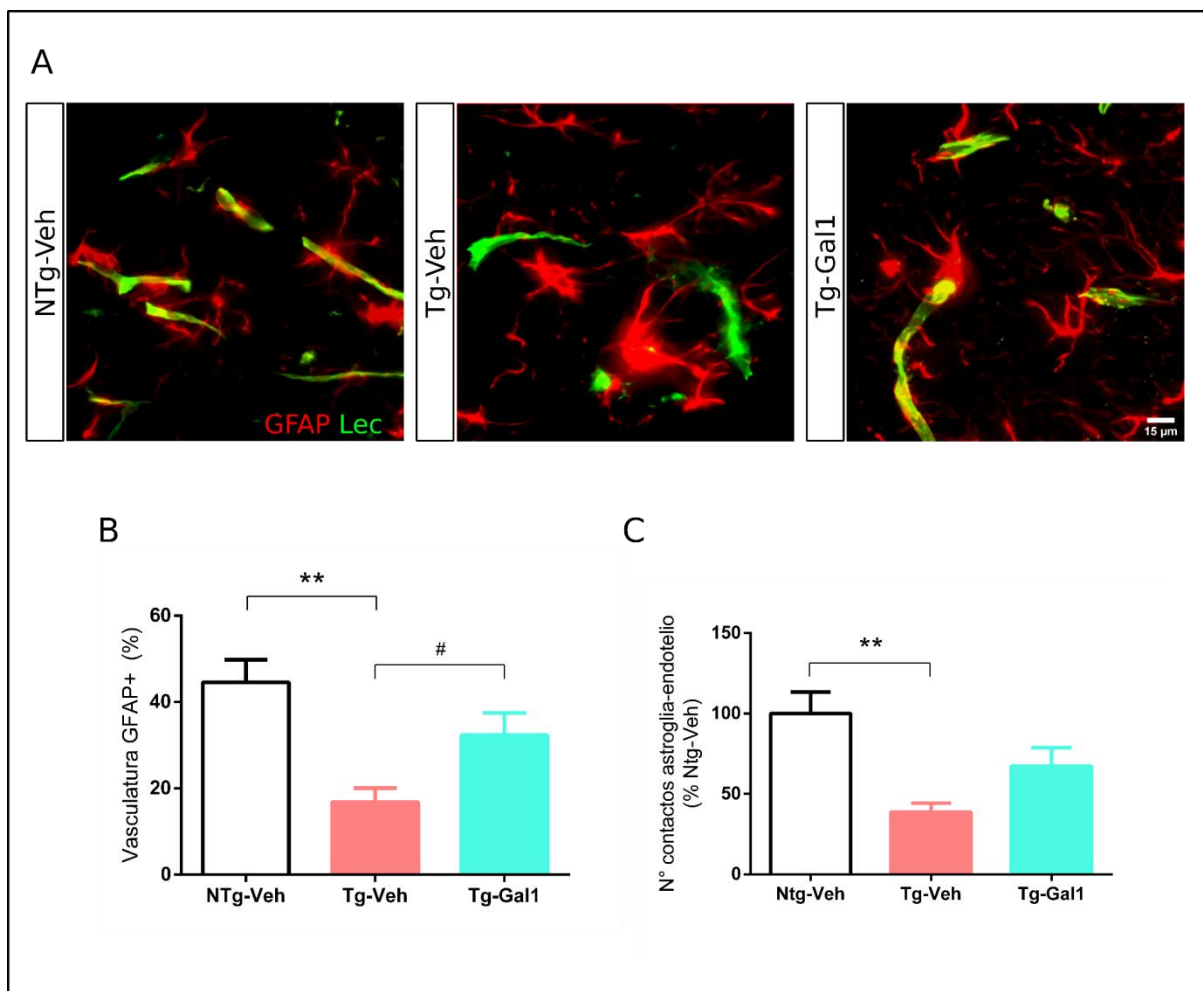 A
NTg-Veh
Tg-Veh
Tg-Gal1
GFAP Lec
15 µm
B
C
Vasculatura GFAP+ (%)
60
40
20
0
**
#
NTg-Veh Tg-Veh Tg-Gal1
N° contactos astroglia-endotelio
(% Ntg-Veh)
150
100
50
0
**
Ntg-Veh Tg-Veh Tg-Gal1